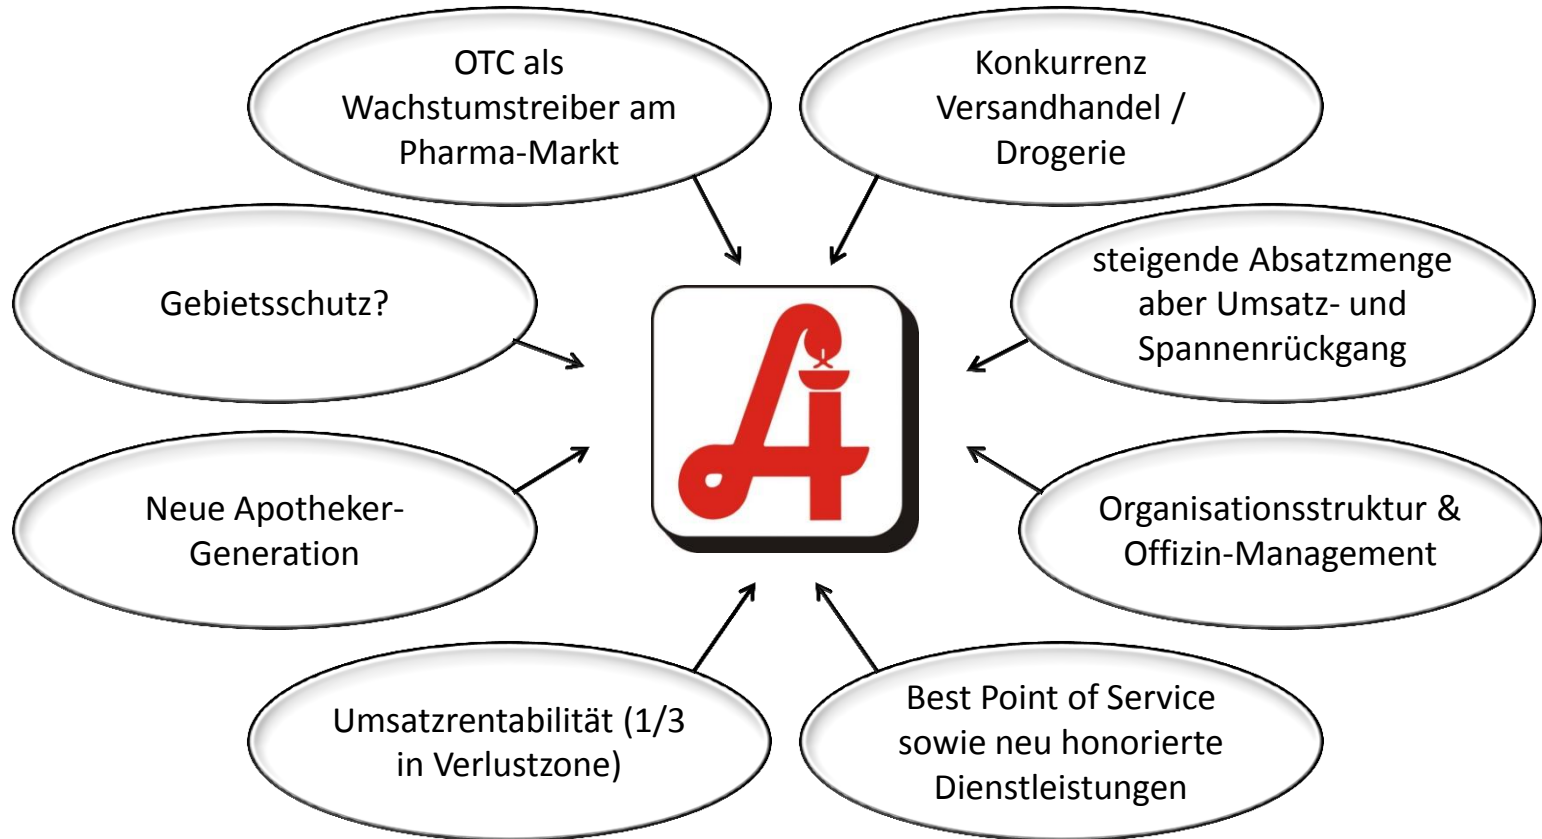 OTC als
Wachstumstreiber am
Pharma-Markt
Konkurrenz
Versandhandel /
Drogerie
Gebietsschutz?
steigende Absatzmenge
aber Umsatz- und
Spannenrückgang
Neue Apotheker-
Generation
Organisationsstruktur &
Offizin-Management
Umsatzrentabilität (1/3
in Verlustzone)
Best Point of Service
sowie neu honorierte
Dienstleistungen